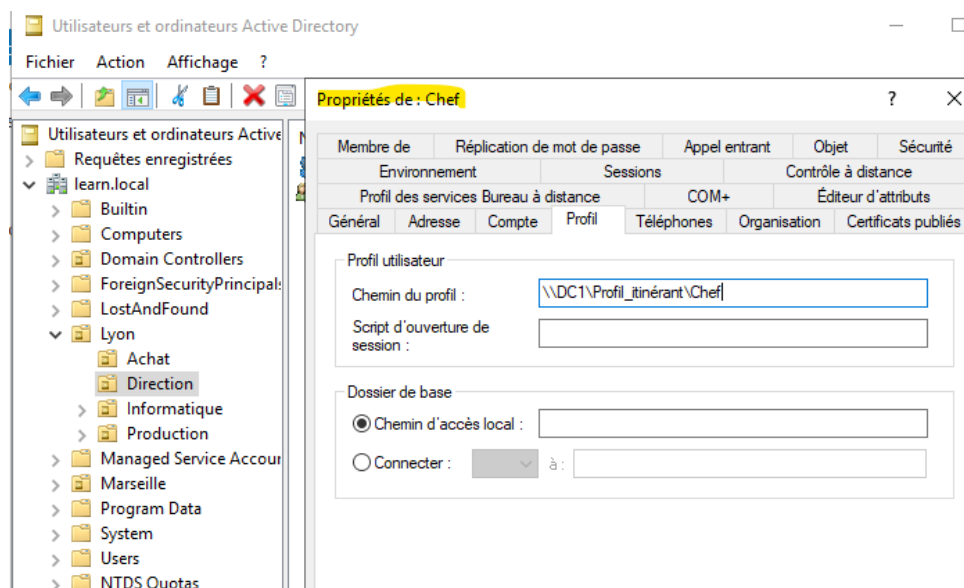 Utilisateurs et ordinateurs Active Directory
Fichier Action Affichage ?
Utilisateurs et ordinateurs Active
Requêtes enregistrées
learn.local
Builtin
Computers
Domain Controllers
ForeignSecurityPrincipals
LostAndFound
Lyon
Achat
Direction
Informatique
Production
Managed Service Accour
Marseille
Program Data
System
Users
NTDS Quotas
Propriétés de : Chef
?
Membre de Réplication de mot de passe Appel entrant Objet Sécurité
Environnement Sessions Contrôle à distance
Profil des services Bureau à distance COM+ Éditeur d'attributs
Général Adresse Compte Profil Téléphones Organisation Certificats publiés
Profil utilisateur
Chemin du profil : \\DC1\Profil_itinérant\Chef
Script d'ouverture de
session :
Dossier de base
Chemin d'accès local :
Connecter : à :